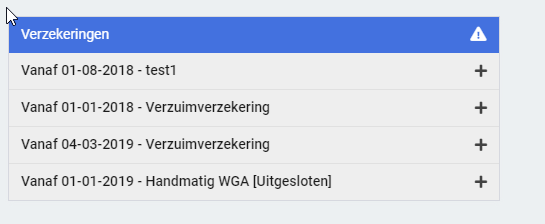 Verzekeringen
Vanaf 01-08-2018 - test1
Vanaf 01-01-2018 - Verzuimverzekering
Vanaf 04-03-2019 - Verzuimverzekering
Vanaf 01-01-2019 - Handmatig WGA [Uitgesloten]